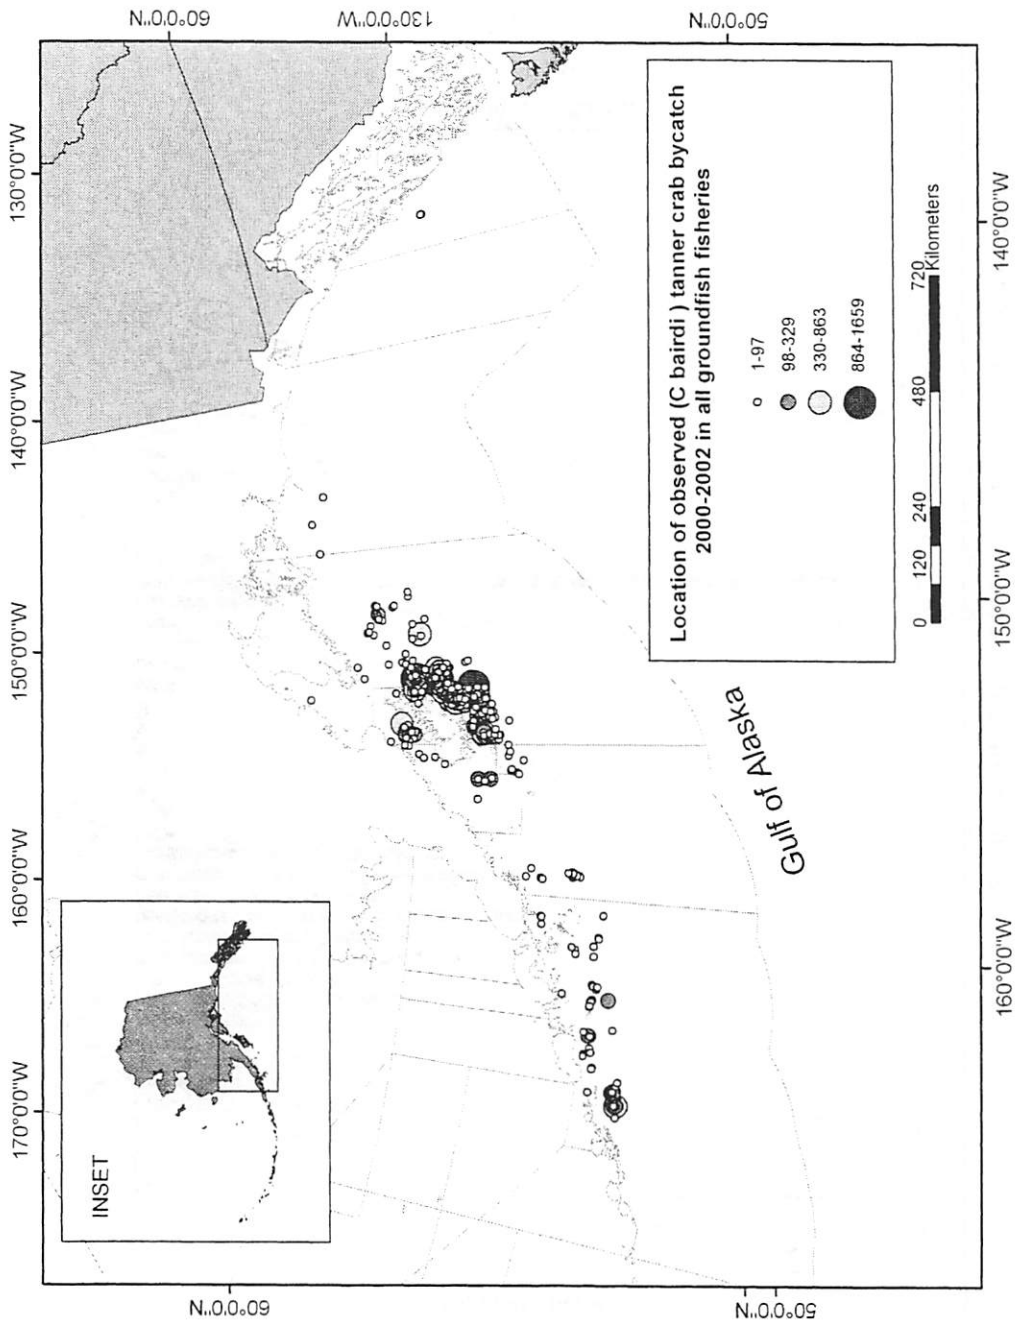 170°0'0"W
160°0'0"W
150°0'0"W
140°0'0"W
130°0'0"W
60°0'0"N
60°0'0"N
130°0'0"W
50°0'0"N
50°0'0"N
160°0'0"W
150°0'0"W
140°0'0"W
INSET
Gulf of Alaska
Location of observed (C bairdi ) tanner crab bycatch
2000-2002 in all groundfish fisheries
1-97
98-329
330-863
864-1659
0 120 240 480 720
Kilometers